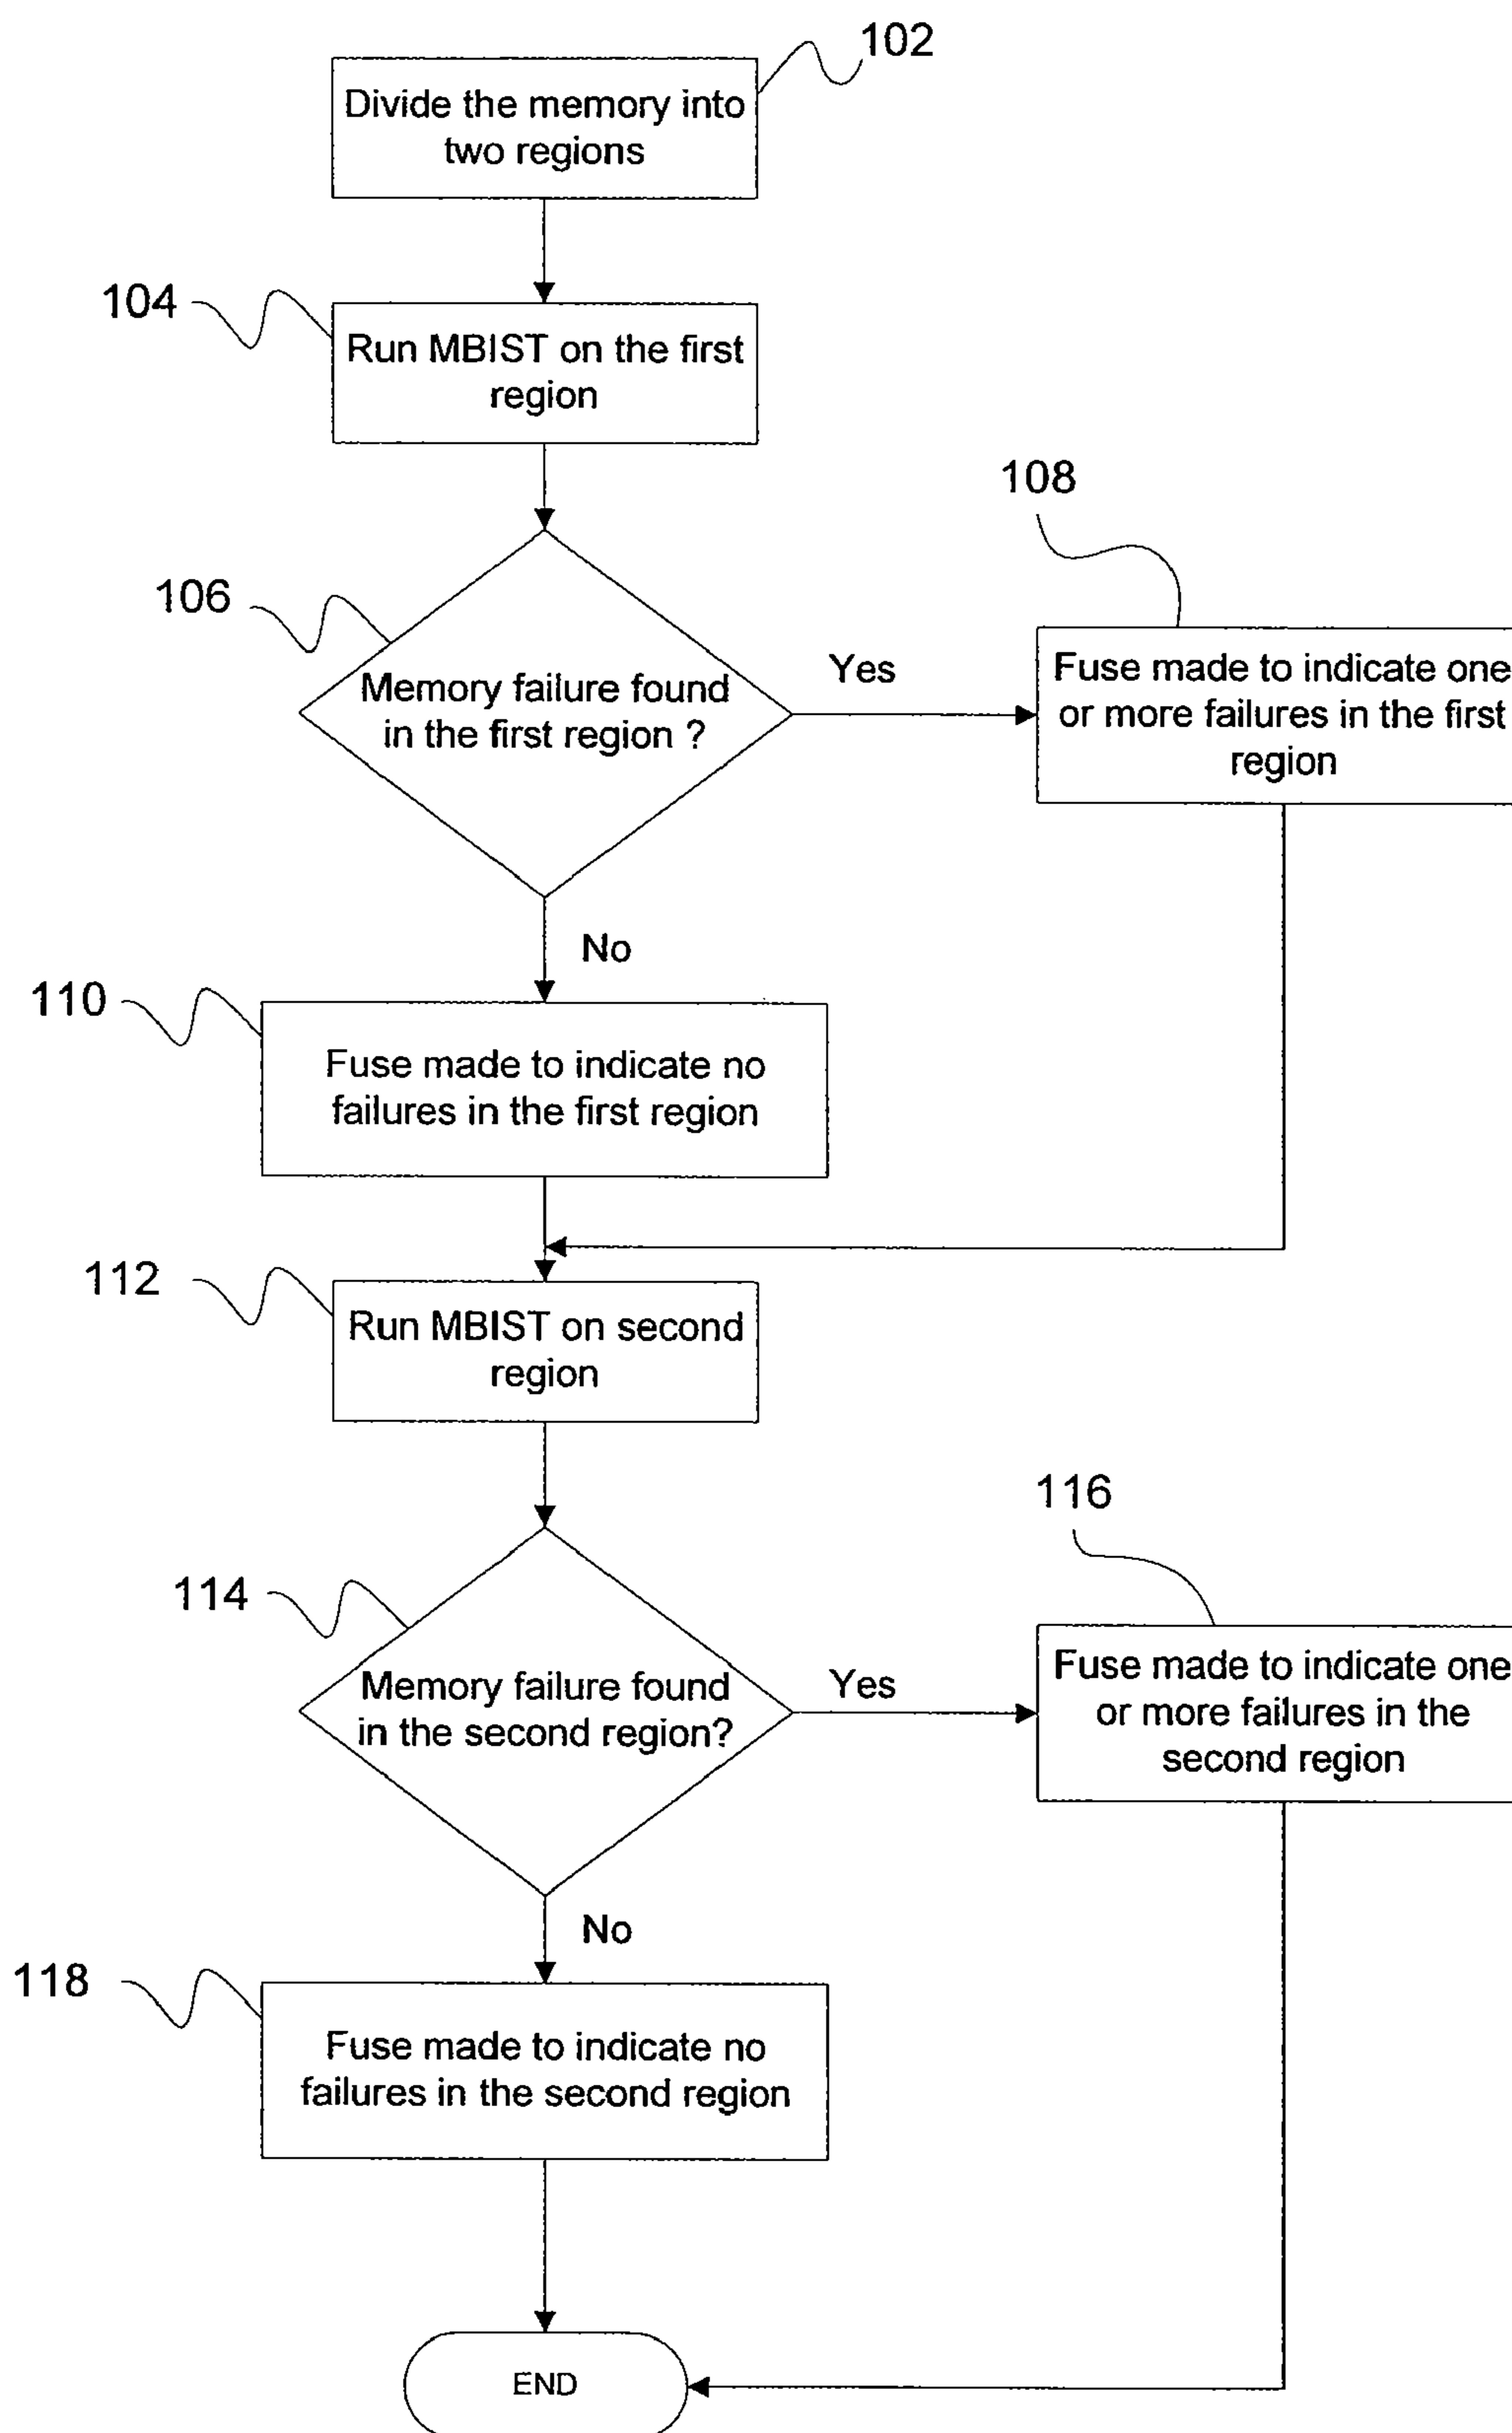 102
Divide the memory into
two regions
104
Run MBIST on the first
region
108
106
Memory failure found
in the first region ?
Yes
Fuse made to indicate one
or more failures in the first
region
No
110
Fuse made to indicate no
failures in the first region
112
Run MBIST on second
region
116
114
Memory failure found
in the second region?
Yes
Fuse made to indicate one
or more failures in the
second region
No
118
Fuse made to indicate no
failures in the second region
END